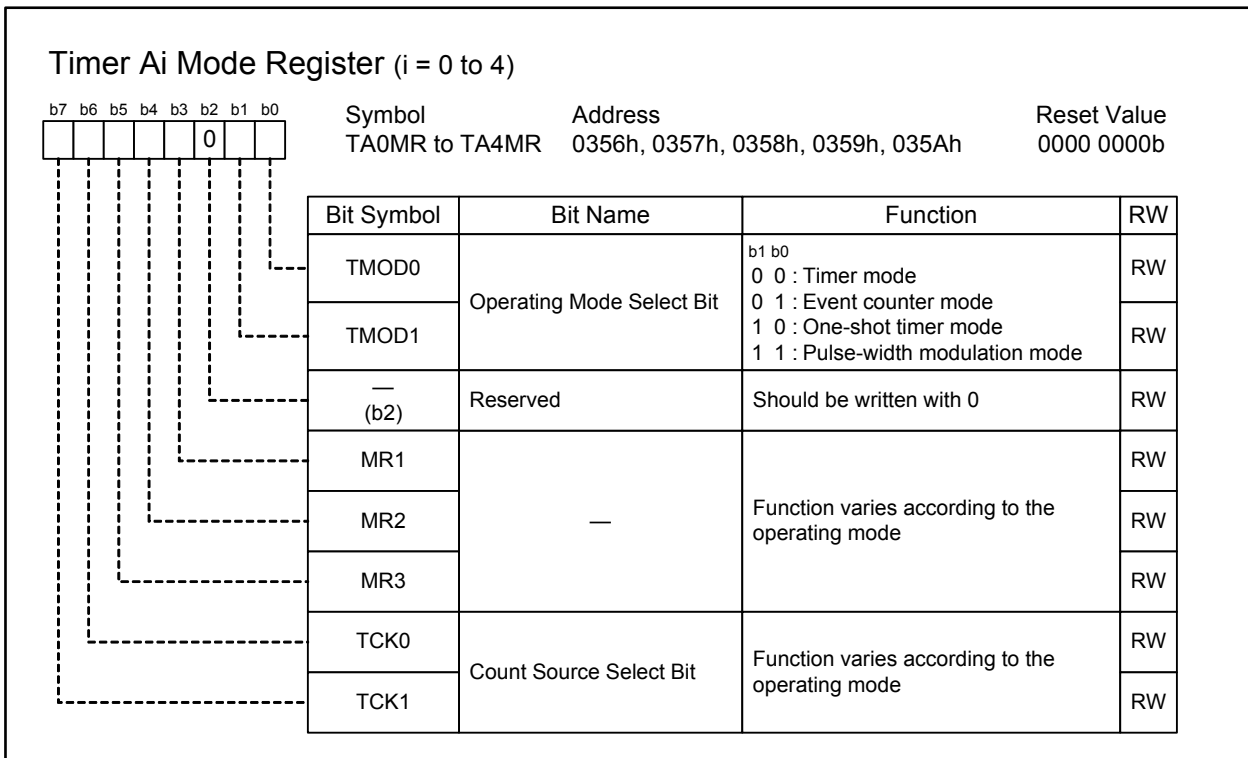 Timer Ai Mode Register (i = 0 to 4)
b7 b6 b5 b4 b3 b2 b1 b0
0
Symbol Address Reset Value
TA0MR to TA4MR 0356h, 0357h, 0358h, 0359h, 035Ah 0000 0000b
Bit Symbol Bit Name Function RW
TMOD0
TMOD1
Operating Mode Select Bit
b1 b0
0 0 : Timer mode
0 1 : Event counter mode
1 0 : One-shot timer mode
1 1 : Pulse-width modulation mode
RW
RW
—
(b2)
Reserved
Should be written with 0
RW
MR1
MR2
MR3
—
Function varies according to the
operating mode
RW
RW
RW
TCK0
TCK1
Count Source Select Bit
Function varies according to the
operating mode
RW
RW